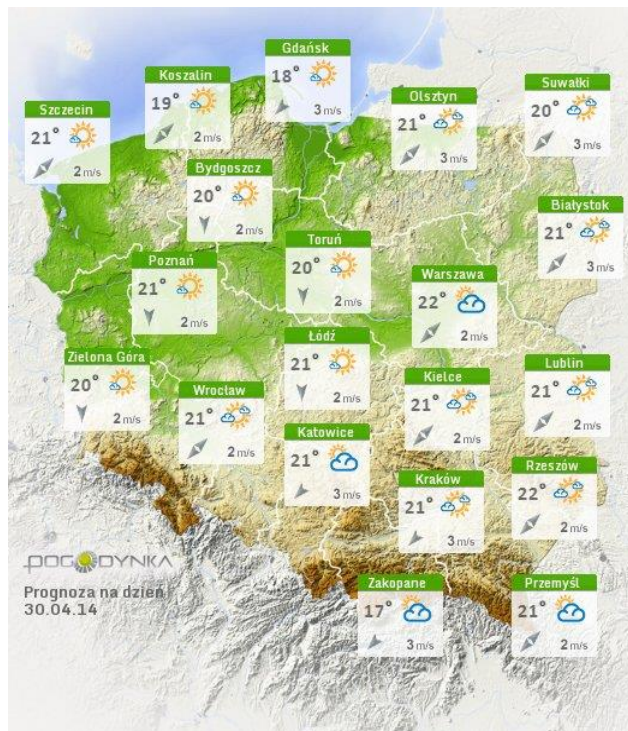 Gdańsk
18°
3 m/s
Koszalin
19°
2 m/s
Suwałki
20°
3 m/s
Olsztyn
21°
3 m/s
Szczecin
21°
2 m/s
Bydgoszcz
20°
2 m/s
Białystok
21°
3 m/s
Toruń
20°
2 m/s
Poznań
21°
2 m/s
Warszawa
22°
2 m/s
Łódź
21°
2 m/s
Zielona Góra
20°
2 m/s
Lublin
21°
2 m/s
Kielce
21°
2 m/s
Wrocław
21°
2 m/s
Katowice
21°
3 m/s
Rzeszów
22°
2 m/s
Kraków
21°
3 m/s
POGODYNKA
Prognoza na dzień
30.04.14
Zakopane
17°
3 m/s
Przemyśl
21°
2 m/s